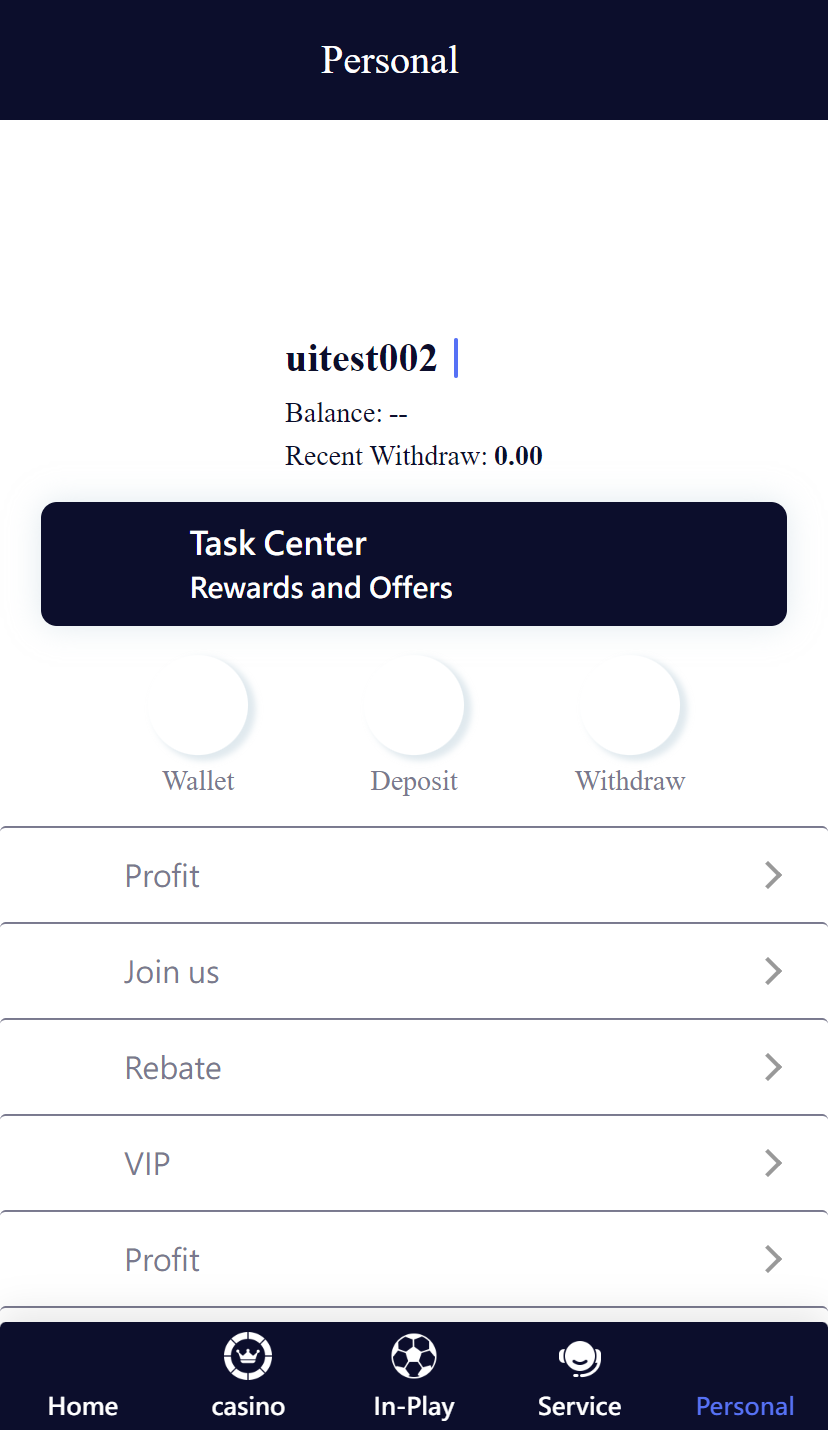 Personal
uitest002
Balance: --
Recent Withdraw: 0.00
Task Center
Rewards and Offers
Wallet
Deposit
Withdraw
Profit
Join us
Rebate
VIP
Profit
Home
casino
In-Play
Service
Personal